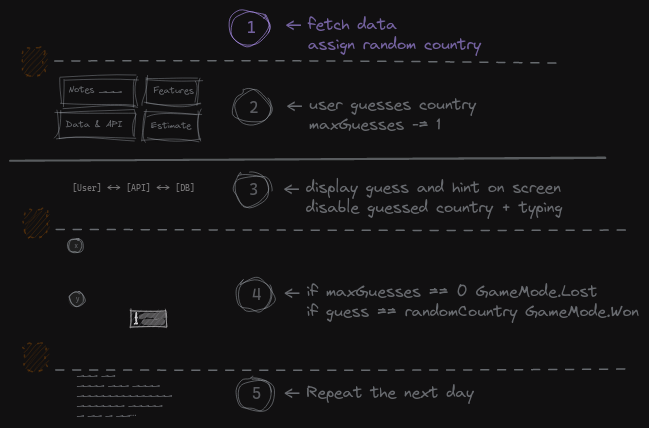 1 ← fetch data
assign random country
Notes
Features
Data & API
Estimate
2 ← user guesses country
maxGuesses -= 1
[User] ↔ [API] ↔ [DB]
3 ← display guess and hint on screen
disable guessed country + typing
x
y
4 ← if maxGuesses == 0 GameMode.Lost
if guess == randomCountry GameMode.Won
5 ← Repeat the next day